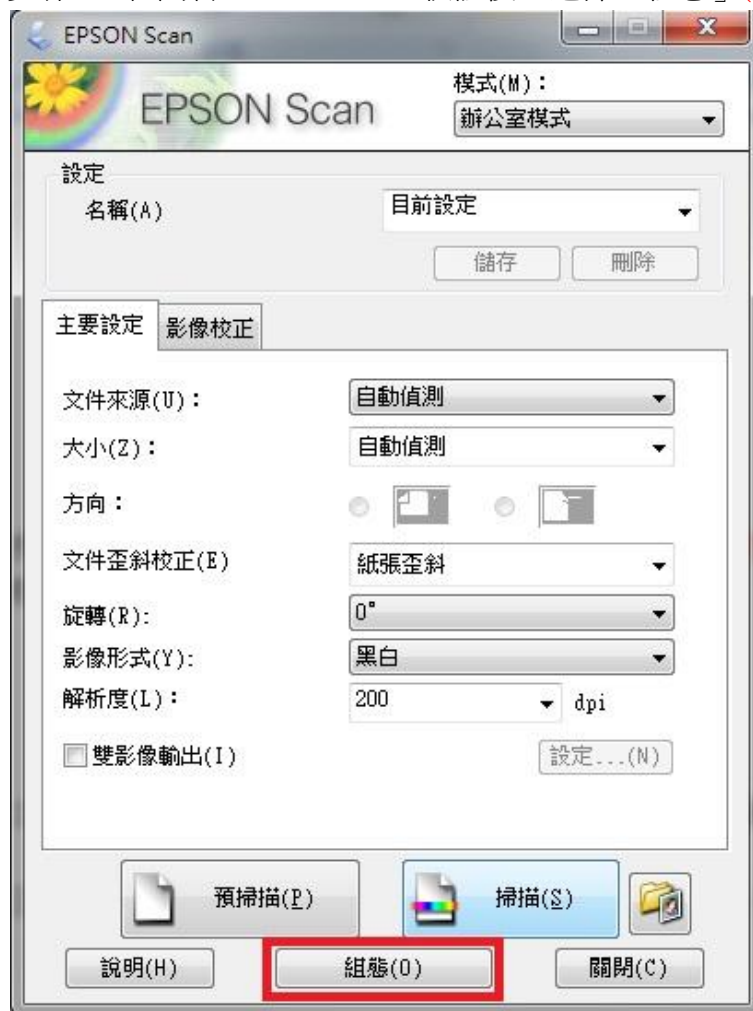 EPSON Scan
EPSON Scan
模式(M)：
辦公室模式
設定
名稱(A)
目前設定
儲存
刪除
主要設定
影像校正
文件來源(U)：
自動偵測
大小(Z)：
自動偵測
方向：
文件歪斜校正(E)
紙張歪斜
旋轉(R):
0°
影像形式(Y):
黑白
解析度(L)：
200
dpi
雙影像輸出(I)
設定...(N)
預掃描(P)
掃描(S)
說明(H)
組態(O)
關閉(C)